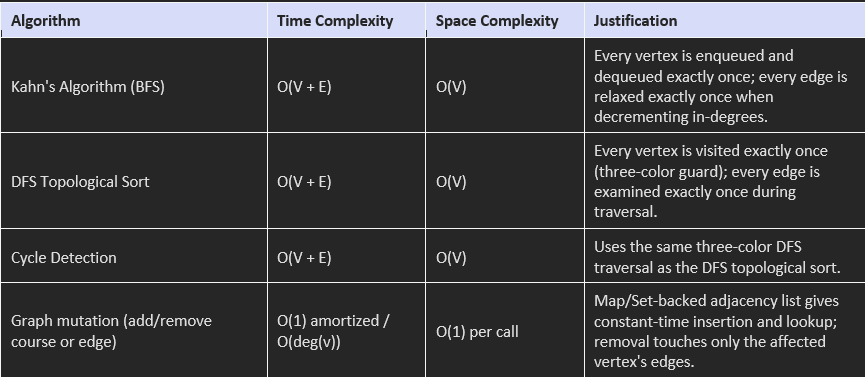 Algorithm Time Complexity Space Complexity Justification
Kahn's Algorithm (BFS) O(V + E) O(V) Every vertex is enqueued and
dequeued exactly once; every edge is
relaxed exactly once when
decrementing in-degrees.
DFS Topological Sort O(V + E) O(V) Every vertex is visited exactly once
(three-color guard); every edge is
examined exactly once during
traversal.
Cycle Detection O(V + E) O(V) Uses the same three-color DFS
traversal as the DFS topological sort.
Graph mutation (add/remove
course or edge) O(1) amortized /
O(deg(v)) O(1) per call Map/Set-backed adjacency list gives
constant-time insertion and lookup;
removal touches only the affected
vertex's edges.